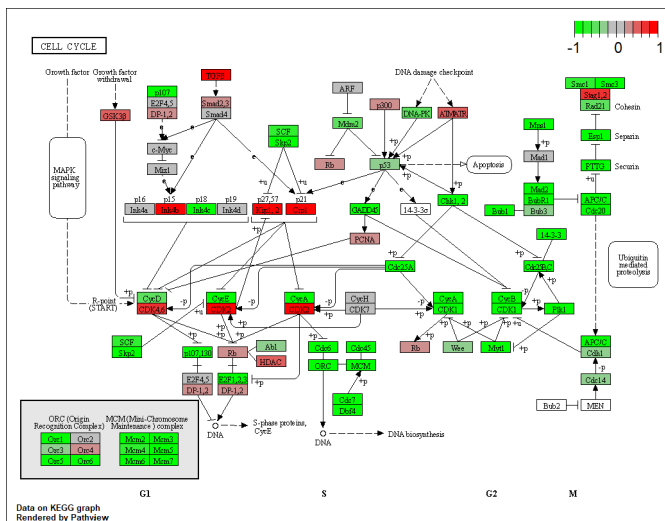 CELL CYCLE
-1 0 1
Growth factor
Growth factor
withdrawal
DNA damage checkpoint
TGFβ
ARF
p107
E2F4,5
DP-1,2
Smad2,3
Smad4
GSK3β
p300
DNA-PK
ATMATR
Smc1
Smc3
Stag1,2
Rad21
Cohesin
Mdm2
SCF
Skp2
Mps1
Esp1
Separin
c-Myc
Miz1
Rb
p53
Apoptosis
Mad1
PTTG
Securin
MAPK
signaling
pathway
Mad2
BubR1
Bub3
Bub1
APC/C
Cdc20
p16
p15
p18
p19
p27,57
p21
Ink4a
Ink4b
Ink4c
Ink4d
Kip1, 2
Cip1
GADD45
14-3-3σ
Chk1, 2
PCNA
14-3-3
Cdc25A
Cdc25B,C
Ubiquitin
mediated
proteolysis
R-point
(START)
CycD
CDK4,6
CycE
CDK2
CycA
CDK2
CycH
CDK7
CycA
CDK1
CycB
CDK1
Plk1
SCF
Skp2
p107,130
Rb
Abl
HDAC
Cdc6
Cdc45
ORC
MCM
Rb
Wee
Myt1
APC/C
Cdh1
E2F4,5
DP-1,2
E2F1,2,3
DP-1,2
Cdc7
Dbf4
Cdc14
Bub2
MEN
DNA
S-phase proteins,
CycE
DNA
DNA biosynthesis
ORC (Origin
Recognition Complex)
MCM (Mini-Chromosome
Maintenance ) complex
Orc1 Orc2 Mcm2 Mcm3
Orc3 Orc4 Mcm4 Mcm5
Orc5 Orc6 Mcm6 Mcm7
G1 S G2 M
Data on KEGG graph
Rendered by Pathview